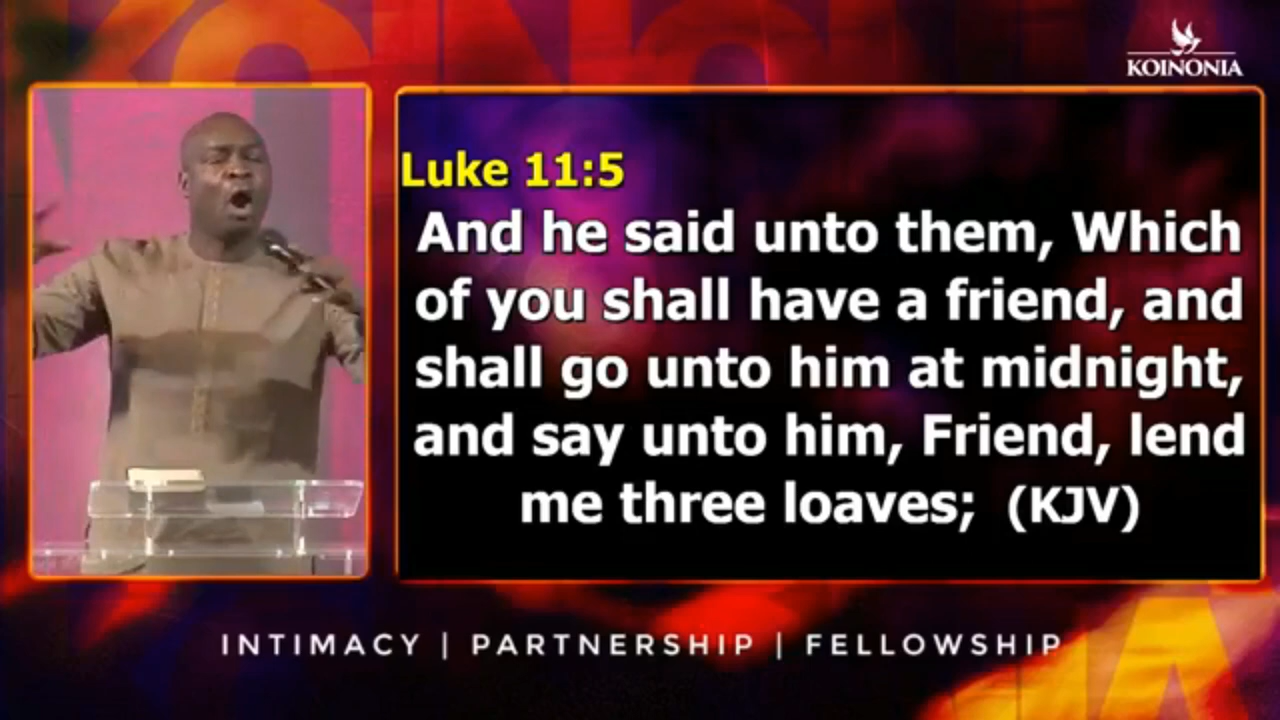 KOINONIA
Luke 11:5
And he said unto them, Which
of you shall have a friend, and
shall go unto him at midnight,
and say unto him, Friend, lend
me three loaves; (KJV)
INTIMACY | PARTNERSHIP | FELLOWSHIP